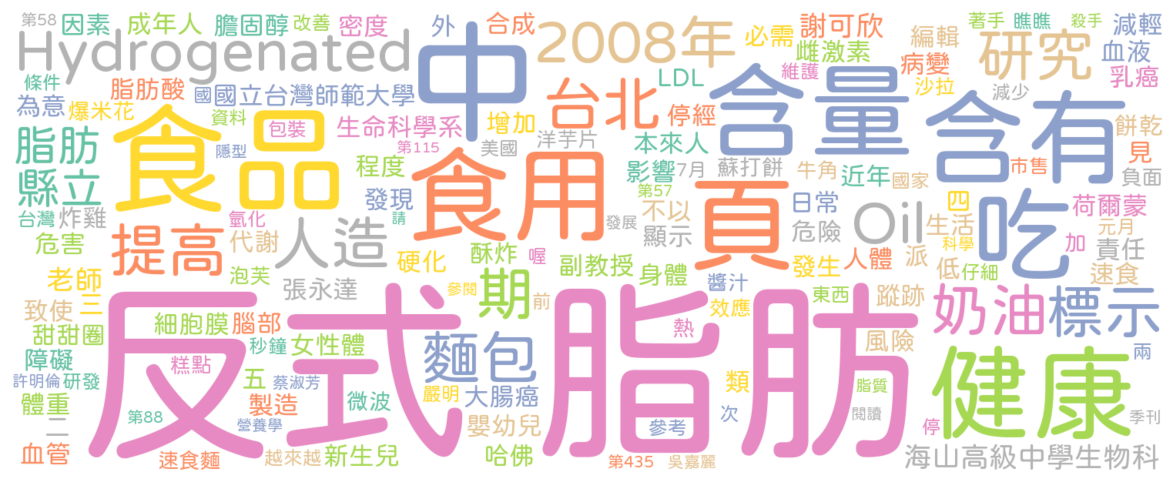 第58 因素 成年人 膽固醇 改善 密度 外 合成 2008年 必需 謝可欣 編輯 著手 瞧瞧 殺手 減輕
Hydrogenated 中 雌激素 病變 研究 血液
條件 脂肪酸 國 國立台灣師範大學 LDL 維護 沙拉 減少 乳癌
為意 爆米花 資料 包裝 生命科學系 增加 台北 停經 含量 含有 餅乾
脂肪 隱型 食品 第115 美國 洋芋片 本來人 市售 見
縣立 程度 食用 影響 7月 蘇打餅 牛角 近年 國家 負面
台灣 炸雞 氫化 發現 請 第57 頁 日常 四 吃 荷爾蒙
危害 提高 代謝 人造 發展 不以 顯示 危險 Oil 生活 科學 加 元月 責任
老師 泡芙 硬化 酥炸 喔 副教授 身體 發生 人體 派 低 仔細 速食
致使 三 張永達 參閱 期 前 醬汁 效應 東西 蹤跡 奶油 標示
甜甜圈 細胞膜 腦部 反式脂肪 熱 風險 兩
障礙 糕點 秒鐘 女性體 麵包 類 健康
許明倫 研發 五 蔡淑芳 嚴明 大腸癌 脂質
體重 二 第88 製造 營養學 微波 嬰幼兒 參考 次 閱讀 停 季刊
血管 速食麵 越來越 新生兒 哈佛 第435 吳嘉麗 海山高級中學生物科